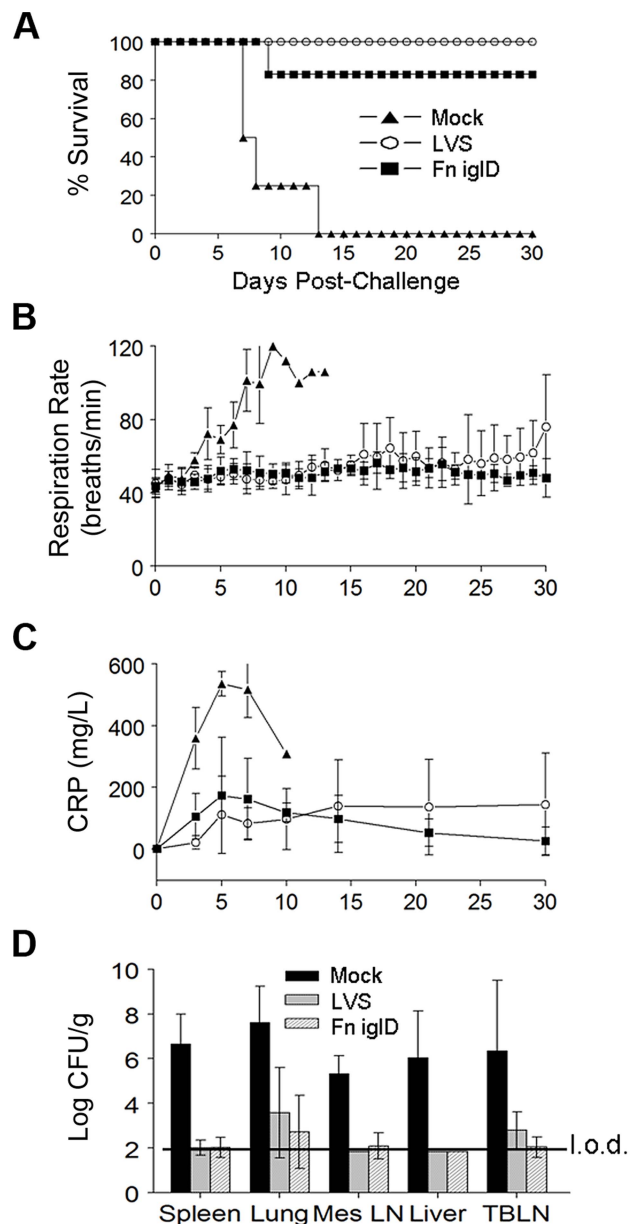 A
100
80
60
40
20
0
% Survival
Mock
LVS
Fn iglD
0 5 10 15 20 25 30
Days Post-Challenge
B
120
80
40
0
Respiration Rate
(breaths/min)
0 5 10 15 20 25 30
C
600
400
200
0
CRP (mg/L)
0 5 10 15 20 25 30
D
10
8
6
4
2
0
Log CFU/g
Mock
LVS
Fn iglD
l.o.d.
Spleen Lung Mes LN Liver TBLN